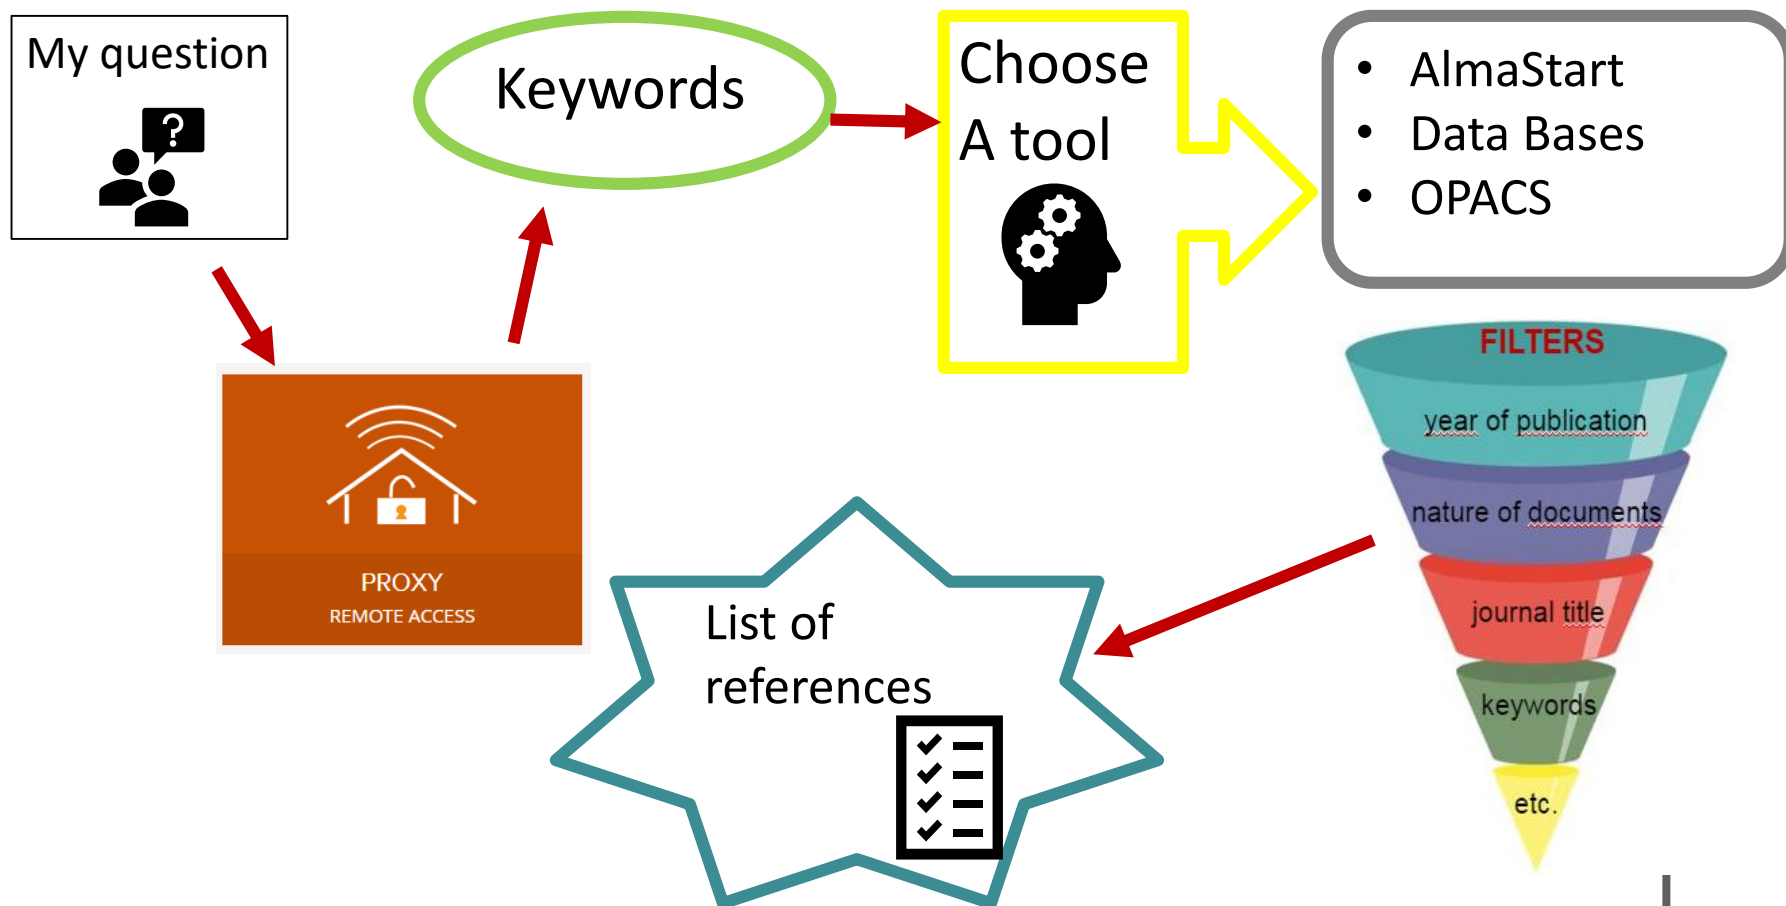 My question
?
Keywords
Choose
A tool
• AlmaStart
• Data Bases
• OPACS
PROXY
REMOTE ACCESS
FILTERS
year of publication
nature of documents
journal title
keywords
etc.
List of
references